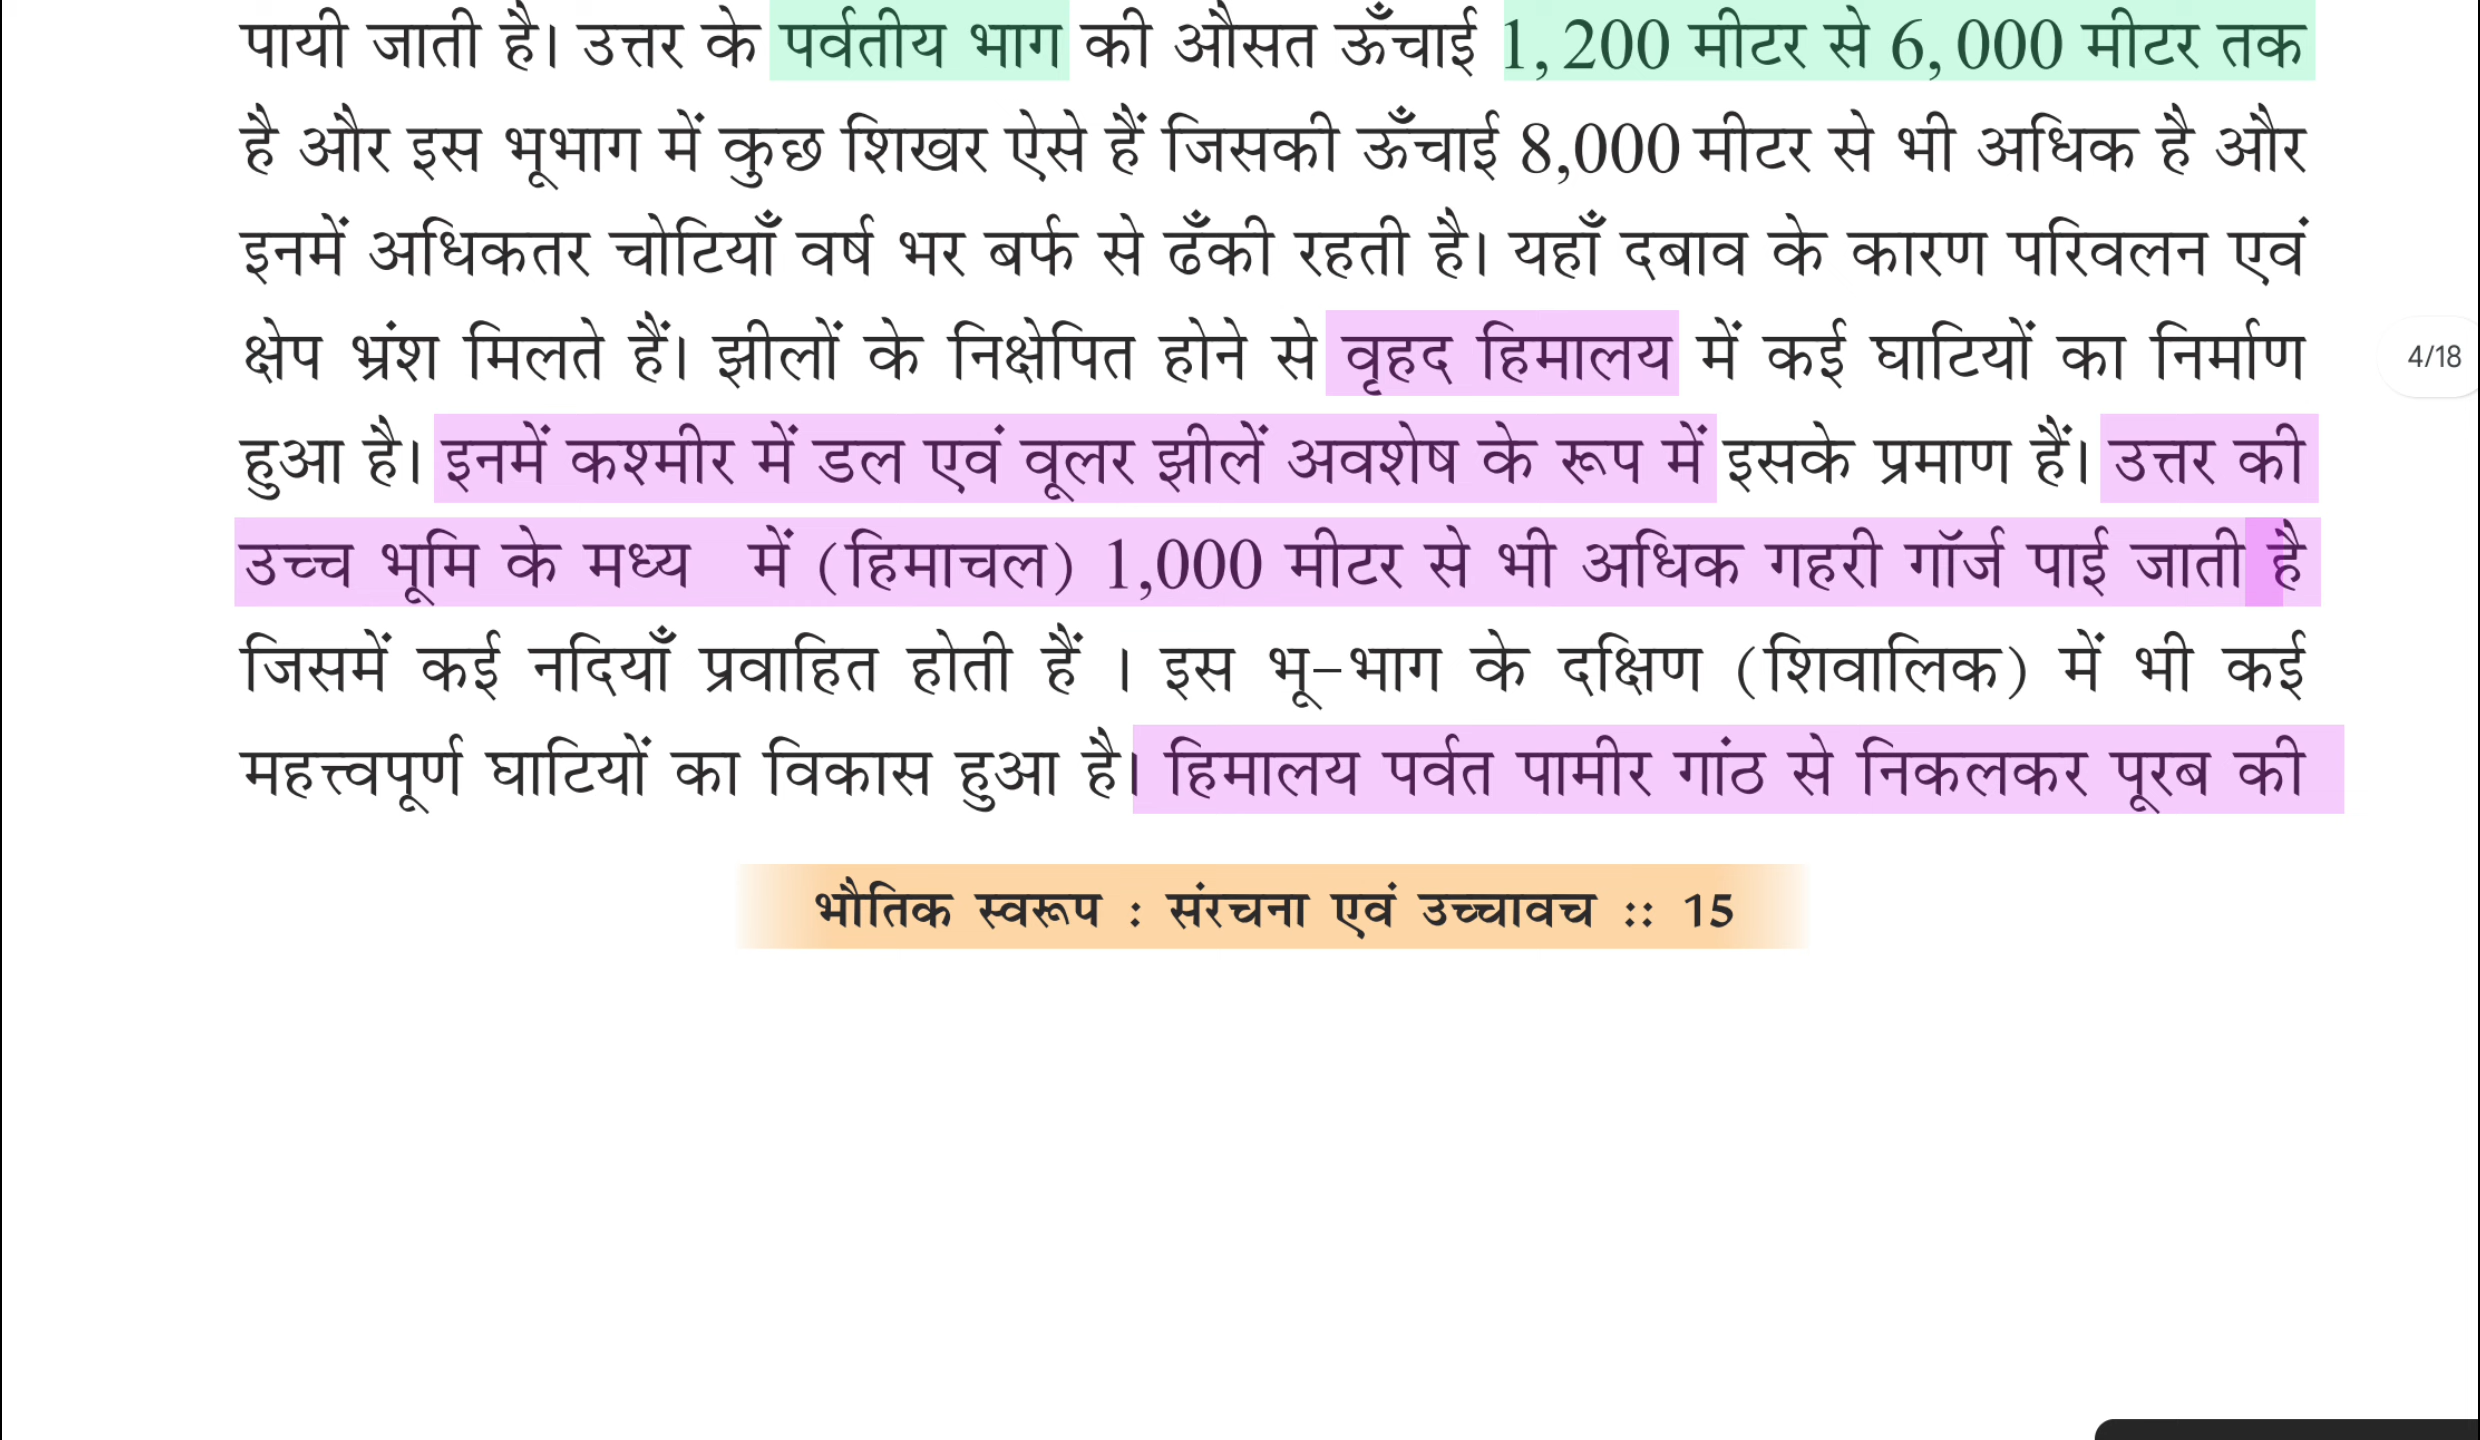 पायी जाती है। उत्तर के पर्वतीय भाग की औसत ऊँचाई 1, 200 मीटर से 6, 000 मीटर तक
है और इस भूभाग में कुछ शिखर ऐसे हैं जिसकी ऊँचाई 8,000 मीटर से भी अधिक है और
इनमें अधिकतर चोटियाँ वर्ष भर बर्फ से ढँकी रहती है। यहाँ दबाव के कारण परिवलन एवं
क्षेप भ्रंश मिलते हैं। झीलों के निक्षेपित होने से वृहद हिमालय में कई घाटियों का निर्माण
4/18
हुआ है। इनमें कश्मीर में डल एवं वूलर झीलें अवशेष के रूप में इसके प्रमाण हैं। उत्तर की
उच्च भूमि के मध्य में (हिमाचल) 1,000 मीटर से भी अधिक गहरी गॉर्ज पाई जाती है
जिसमें कई नदियाँ प्रवाहित होती हैं । इस भू-भाग के दक्षिण (शिवालिक) में भी कई
महत्त्वपूर्ण घाटियों का विकास हुआ है। हिमालय पर्वत पामीर गांठ से निकलकर पूरब की
भौतिक स्वरूप : संरचना एवं उच्चावच :: 15